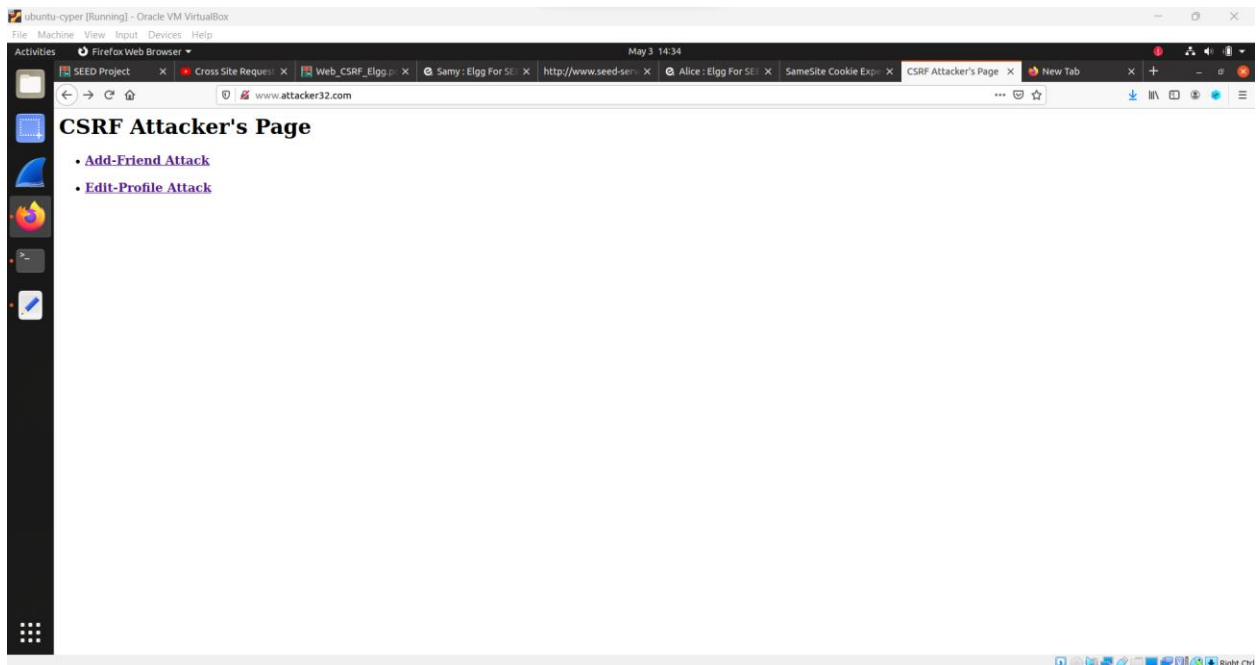 ubuntu-cyper [Running] - Oracle VM VirtualBox
File Machine View Input Devices Help
Activities Firefox Web Browser May 3 14:34
SEED Project Cross Site Request Web_CSRF_Elgg.p Samy : Elgg For SE http://www.seed-serv Alice : Elgg For SEE SameSite Cookie Expe CSRF Attacker's Page New Tab
www.attacker32.com
CSRF Attacker's Page
• Add-Friend Attack
• Edit-Profile Attack
Right Ctrl